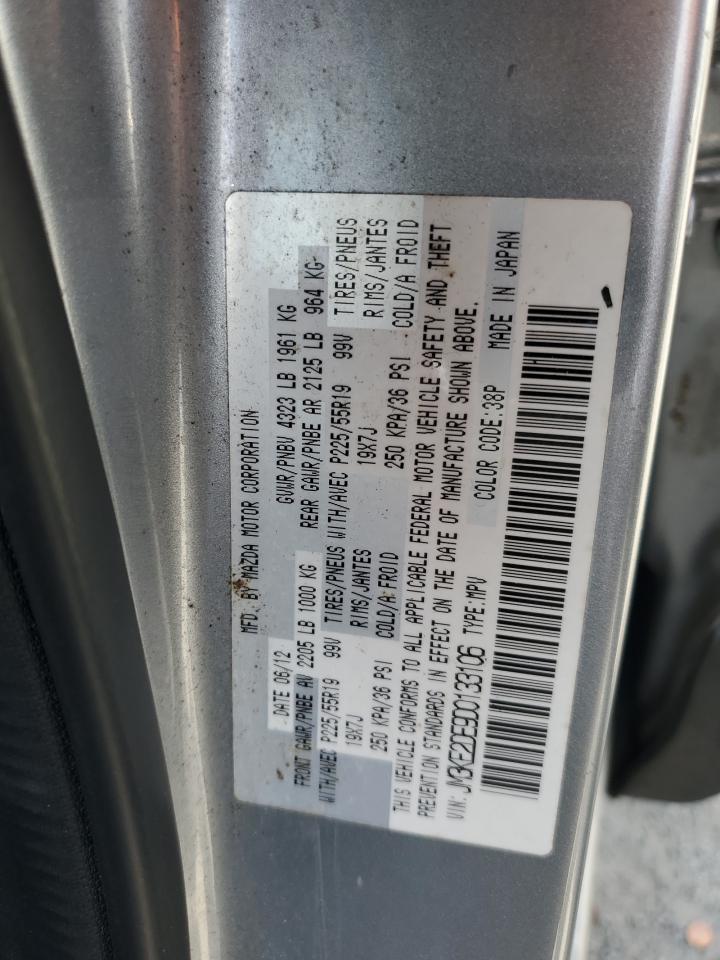 MFD. BY MAZDA MOTOR CORPORATION
DATE 06/12 GVWR/PNBV 4323 LB 1961 KG
FRONT GAWR/PNBE AV 2205 LB 1000 KG REAR GAWR/PNBE AR 2125 LB 964 KG
WITH/AVEC P225/55R19 99V TIRES/PNEUS WITH/AVEC P225/55R19 99V TIRES/PNEUS
19X7J RIMS/JANTES 19X7J RIMS/JANTES
250 KPA/36 PSI COLD/A FROID 250 KPA/36 PSI COLD/A FROID
THIS VEHICLE CONFORMS TO ALL APPLICABLE FEDERAL MOTOR VEHICLE SAFETY AND THEFT
PREVENTION STANDARDS IN EFFECT ON THE DATE OF MANUFACTURE SHOWN ABOVE.
VIN: JM3KE2DE9D0133106 TYPE:MPV COLOR CODE:38P MADE IN JAPAN